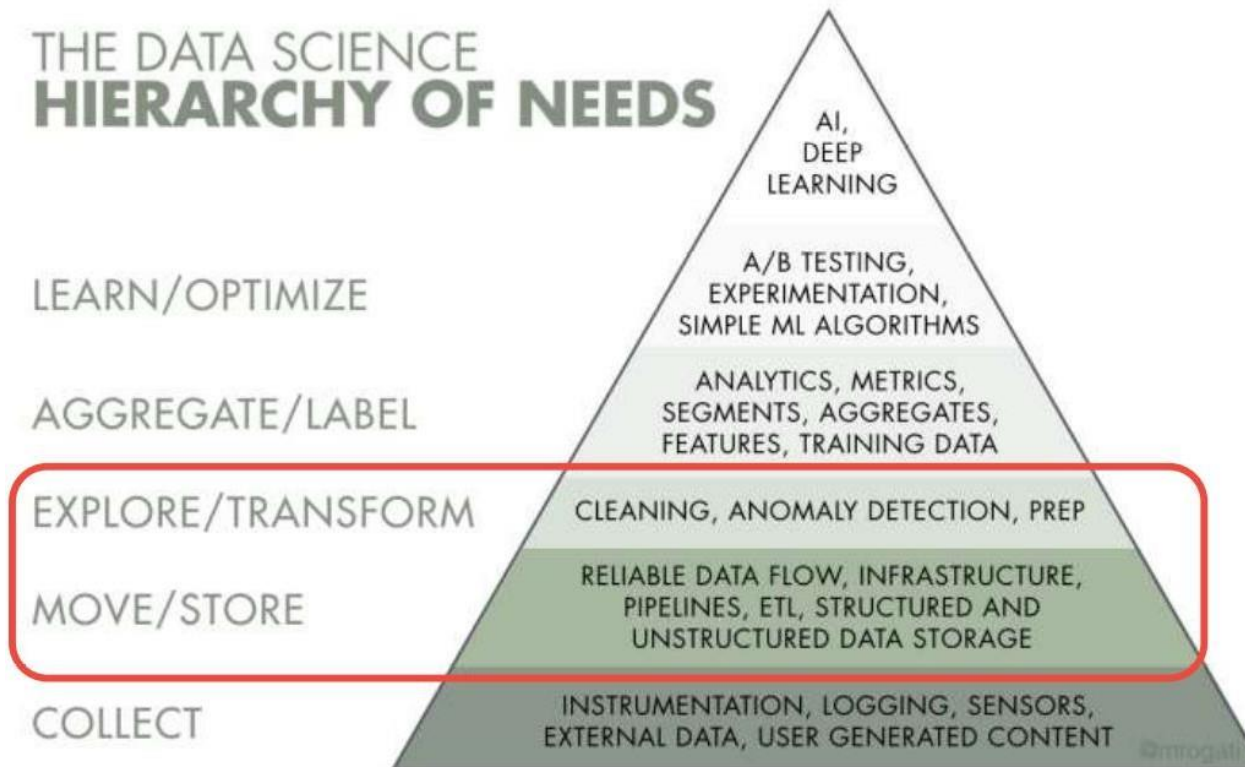 THE DATA SCIENCE
HIERARCHY OF NEEDS
AI,
DEEP
LEARNING
LEARN/OPTIMIZE
A/B TESTING,
EXPERIMENTATION,
SIMPLE ML ALGORITHMS
AGGREGATE/LABEL
ANALYTICS, METRICS,
SEGMENTS, AGGREGATES,
FEATURES, TRAINING DATA
EXPLORE/TRANSFORM
CLEANING, ANOMALY DETECTION, PREP
MOVE/STORE
RELIABLE DATA FLOW, INFRASTRUCTURE,
PIPELINES, ETL, STRUCTURED AND
UNSTRUCTURED DATA STORAGE
COLLECT
INSTRUMENTATION, LOGGING, SENSORS,
EXTERNAL DATA, USER GENERATED CONTENT
@mrogati